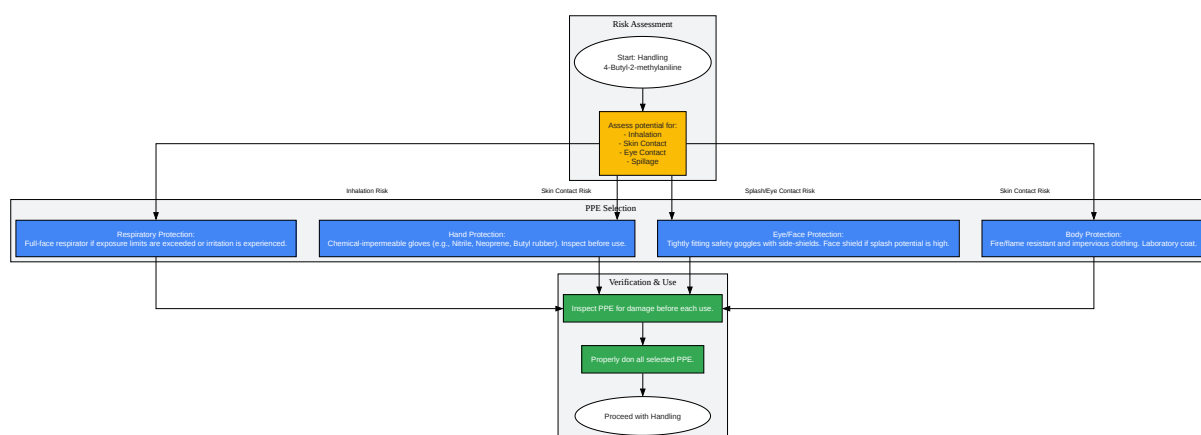 Risk Assessment
Start: Handling
4-Butyl-2-methylaniline
Assess potential for:
- Inhalation
- Skin Contact
- Eye Contact
- Spillage
Inhalation Risk
Skin Contact Risk
Splash/Eye Contact Risk
Skin Contact Risk
PPE Selection
Respiratory Protection:
Full-face respirator if exposure limits are exceeded or irritation is experienced.
Hand Protection:
Chemical-impermeable gloves (e.g., Nitrile, Neoprene, Butyl rubber). Inspect before use.
Eye/Face Protection:
Tightly fitting safety goggles with side-shields. Face shield if splash potential is high.
Body Protection:
Fire/flame resistant and impervious clothing. Laboratory coat.
Verification & Use
Inspect PPE for damage before each use.
Properly don all selected PPE.
Proceed with Handling